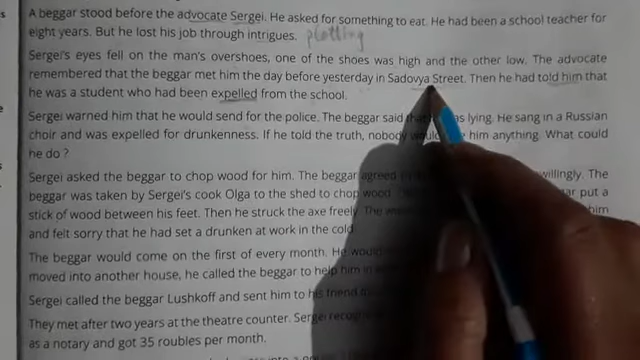 A beggar stood before the advocate Sergei. He asked for something to eat. He had been a school teacher for
eight years. But he lost his job through intrigues. plotting
Sergei's eyes fell on the man's overshoes, one of the shoes was high and the other low. The advocate
remembered that the beggar met him the day before yesterday in Sadovya Street. Then he had told him that
he was a student who had been expelled from the school.
Sergei warned him that he would send for the police. The beggar said that as lying. He sang in a Russian
choir and was expelled for drunkenness. If he told the truth, nobody would him anything. What could
he do ?
Sergei asked the beggar to chop wood for him. The beggar agreed willingly. The
beggar was taken by Sergei's cook Olga to the shed to chop wood. put a
stick of wood between his feet. Then he struck the axe freely. The him
and felt sorry that he had set a drunken at work in the cold
The beggar would come on the first of every month. He would
moved into another house, he called the beggar to help him in
Sergei called the beggar Lushkoff and sent him to his friend
They met after two years at the theatre counter. Sergei
as a notary and got 35 roubles per month.